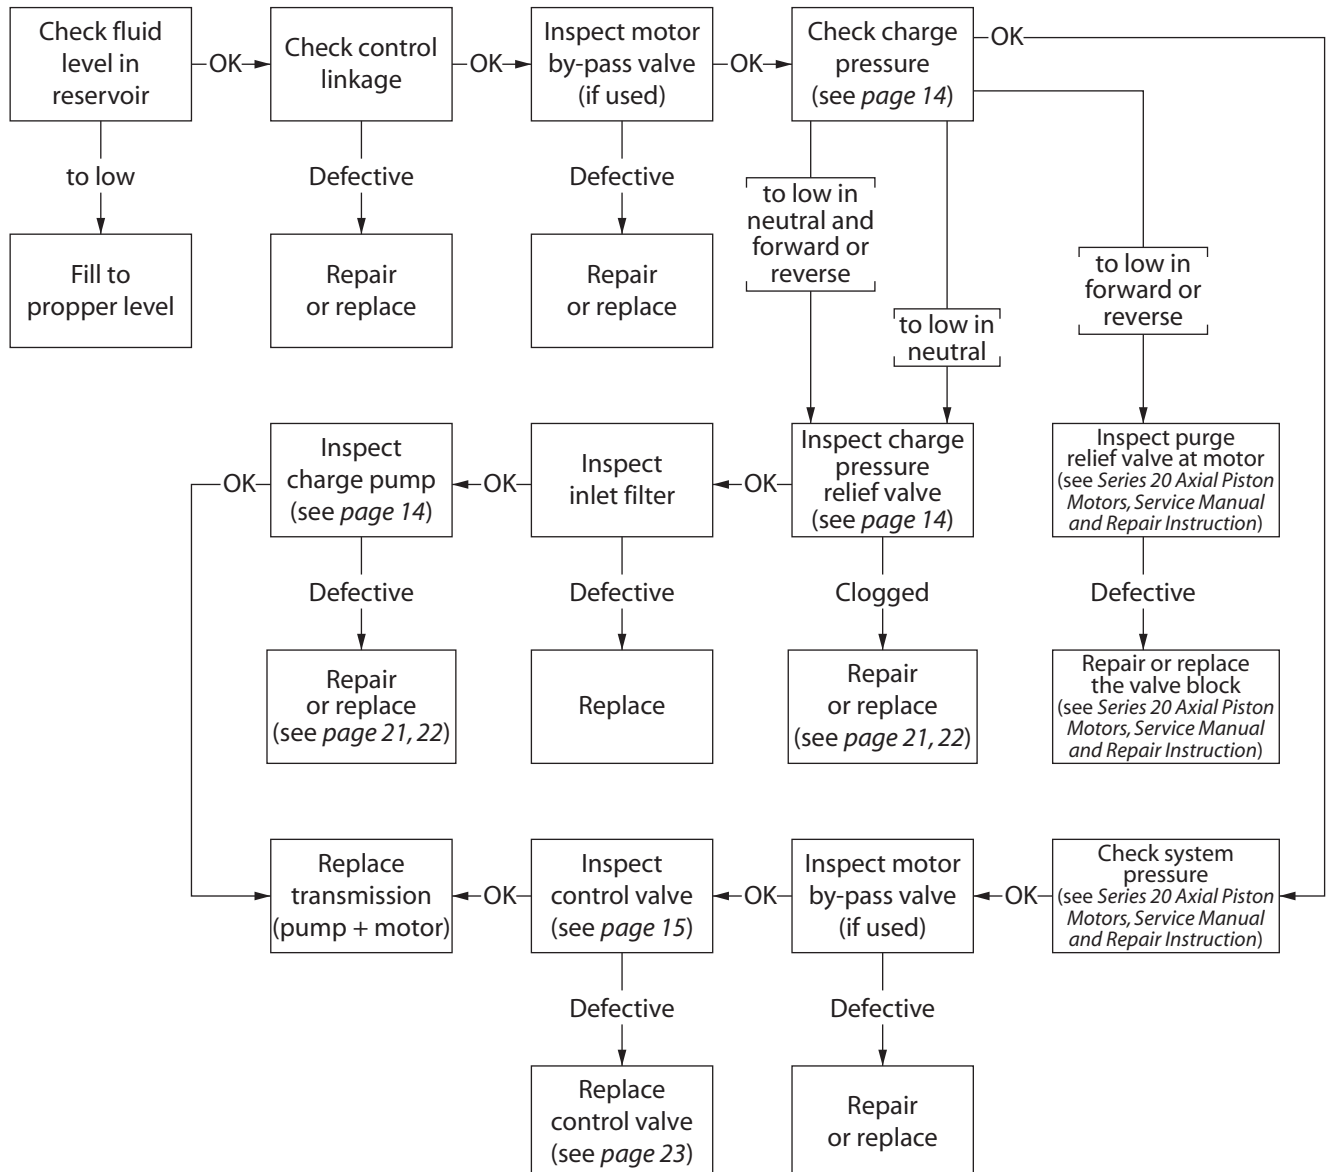 Check fluid
level in
reservoir
OK
Check control
linkage
OK
Inspect motor
by-pass valve
(if used)
OK
Check charge
pressure
(see page 14)
OK
to low
Defective
Defective
to low in
neutral and
forward or
reverse
to low in
neutral
to low in
forward or
reverse
Fill to
propper level
Repair
or replace
Repair
or replace
OK
Inspect
charge pump
(see page 14)
OK
Inspect
inlet filter
OK
Inspect charge
pressure
relief valve
(see page 14)
Inspect purge
relief valve at motor
(see Series 20 Axial Piston
Motors, Service Manual
and Repair Instruction)
Defective
Defective
Clogged
Defective
Repair
or replace
(see page 21, 22)
Replace
Repair
or replace
(see page 21, 22)
Repair or replace
the valve block
(see Series 20 Axial Piston
Motors, Service Manual
and Repair Instruction)
Replace
transmission
(pump + motor)
OK
Inspect
control valve
(see page 15)
OK
Inspect motor
by-pass valve
(if used)
OK
Check system
pressure
(see Series 20 Axial Piston
Motors, Service Manual
and Repair Instruction)
Defective
Defective
Replace
control valve
(see page 23)
Repair
or replace